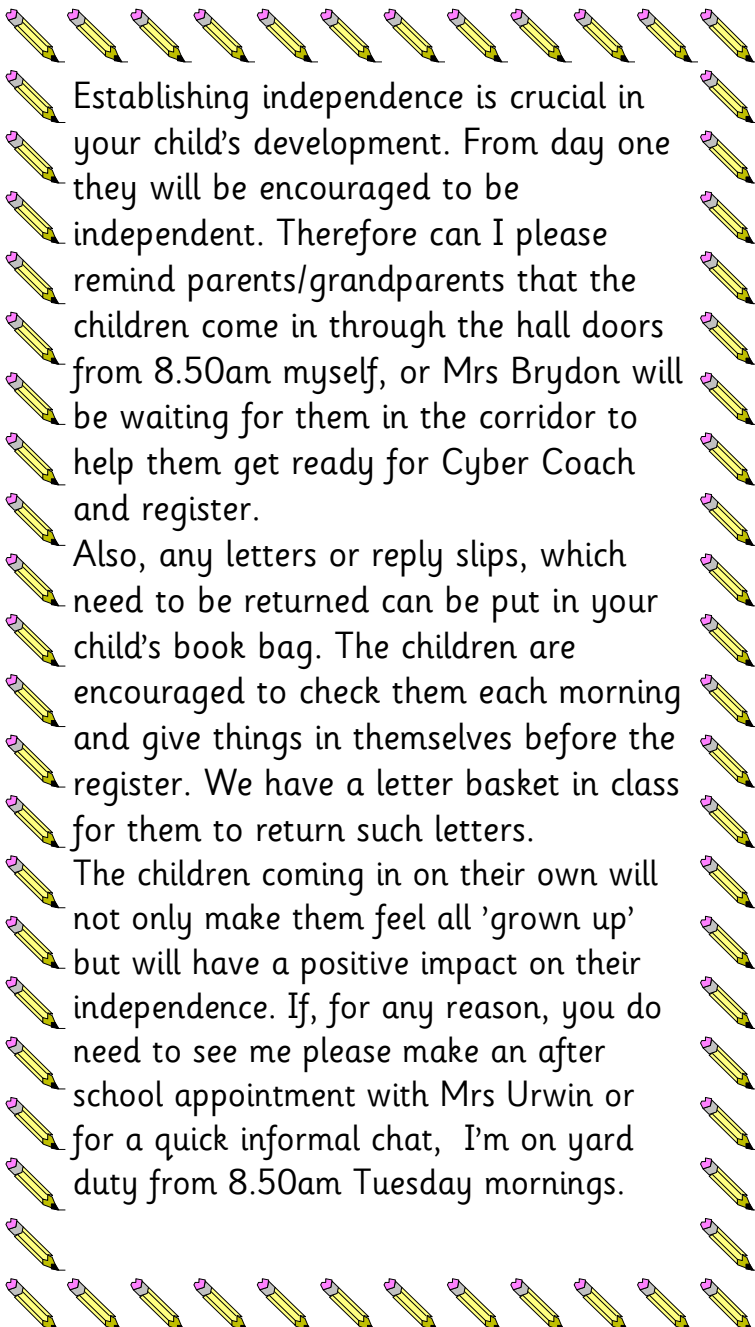 Establishing independence is crucial in
your child's development. From day one
they will be encouraged to be
independent. Therefore can I please
remind parents/grandparents that the
children come in through the hall doors
from 8.50am myself, or Mrs Brydon will
be waiting for them in the corridor to
help them get ready for Cyber Coach
and register.
Also, any letters or reply slips, which
need to be returned can be put in your
child's book bag. The children are
encouraged to check them each morning
and give things in themselves before the
register. We have a letter basket in class
for them to return such letters.
The children coming in on their own will
not only make them feel all 'grown up'
but will have a positive impact on their
independence. If, for any reason, you do
need to see me please make an after
school appointment with Mrs Urwin or
for a quick informal chat,  I'm on yard
duty from 8.50am Tuesday mornings.